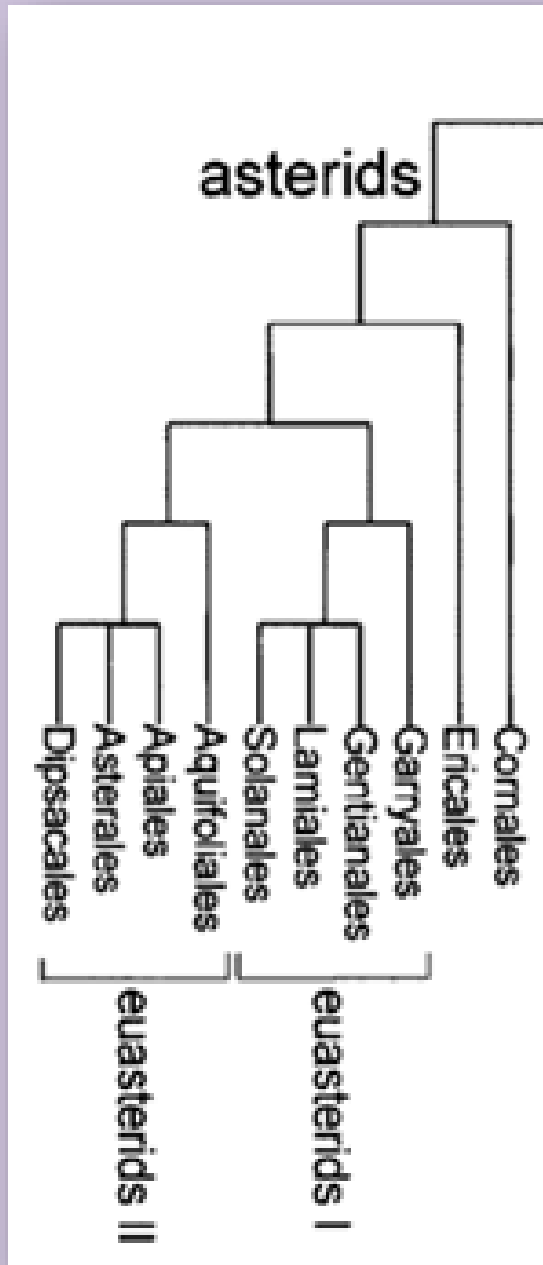 asterids
Dipsacales
Asterales
Apiales
Aquifoliales
Solanales
Lamiales
Gentianales
Garryales
Ericales
Cornales
euasterids II
euasterids I